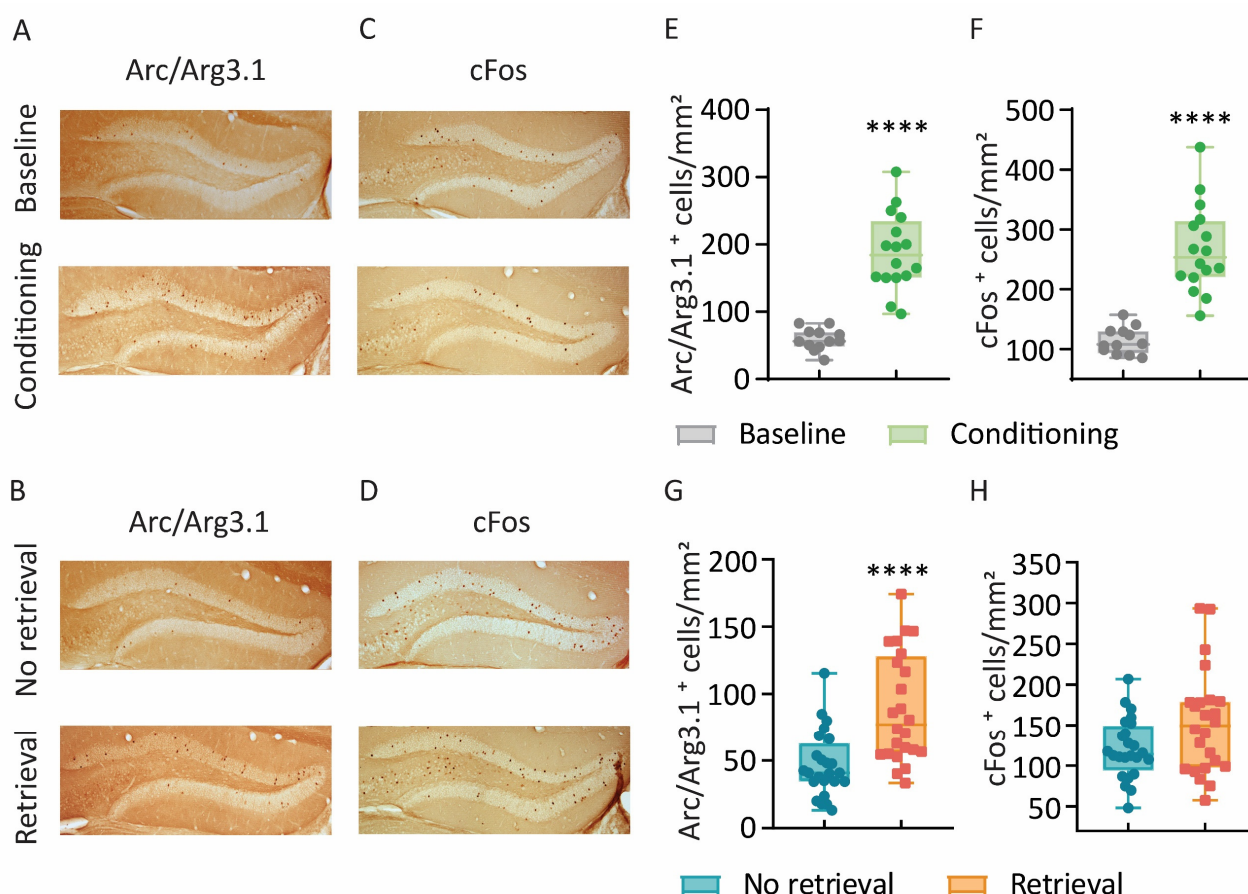 A
C
E
F
Arc/Arg3.1
cFos
Baseline
Conditioning
Arc/Arg3.1 + cells/mm²
400
300
200
100
0
****
cFos + cells/mm²
500
400
300
200
100
****
Baseline
Conditioning
B
D
G
H
Arc/Arg3.1
cFos
No retrieval
Retrieval
Arc/Arg3.1 + cells/mm²
200
150
100
50
0
****
cFos + cells/mm²
350
300
250
200
150
100
50
No retrieval
Retrieval